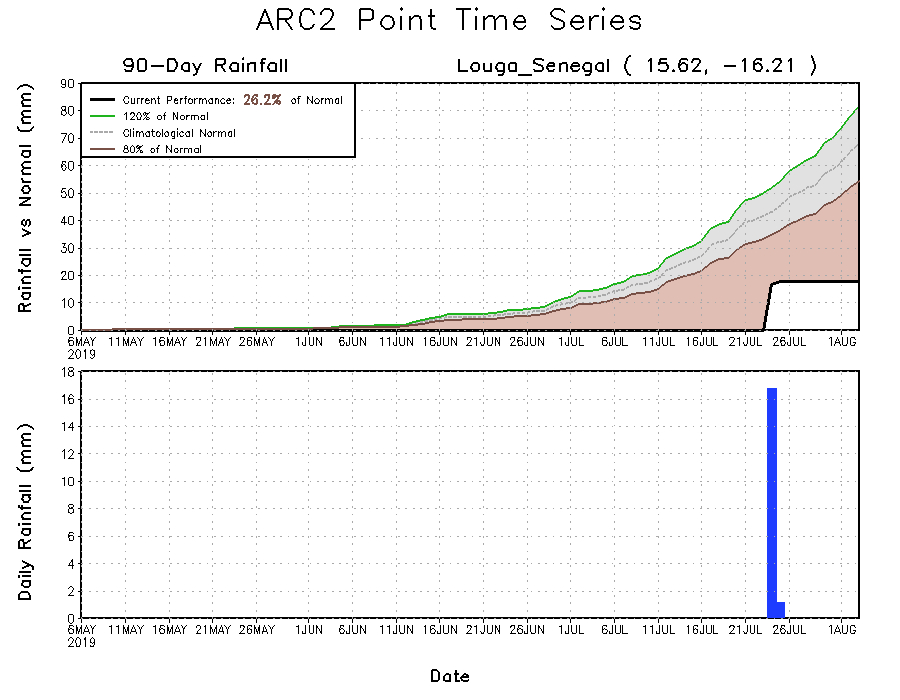 ARC2 Point Time Series
90-Day Rainfall
Louga_Senegal ( 15.62, -16.21 )
Rainfall vs Normal (mm)
90
80
70
60
50
40
30
20
10
0
Current Performance: 26.2% of Normal
120% of Normal
Climatological Normal
80% of Normal
6MAY 11MAY 16MAY 21MAY 26MAY 1JUN 6JUN 11JUN 16JUN 21JUN 26JUN 1JUL 6JUL 11JUL 16JUL 21JUL 26JUL 1AUG
2019
Daily Rainfall (mm)
18
16
14
12
10
8
6
4
2
0
6MAY 11MAY 16MAY 21MAY 26MAY 1JUN 6JUN 11JUN 16JUN 21JUN 26JUN 1JUL 6JUL 11JUL 16JUL 21JUL 26JUL 1AUG
2019
Date